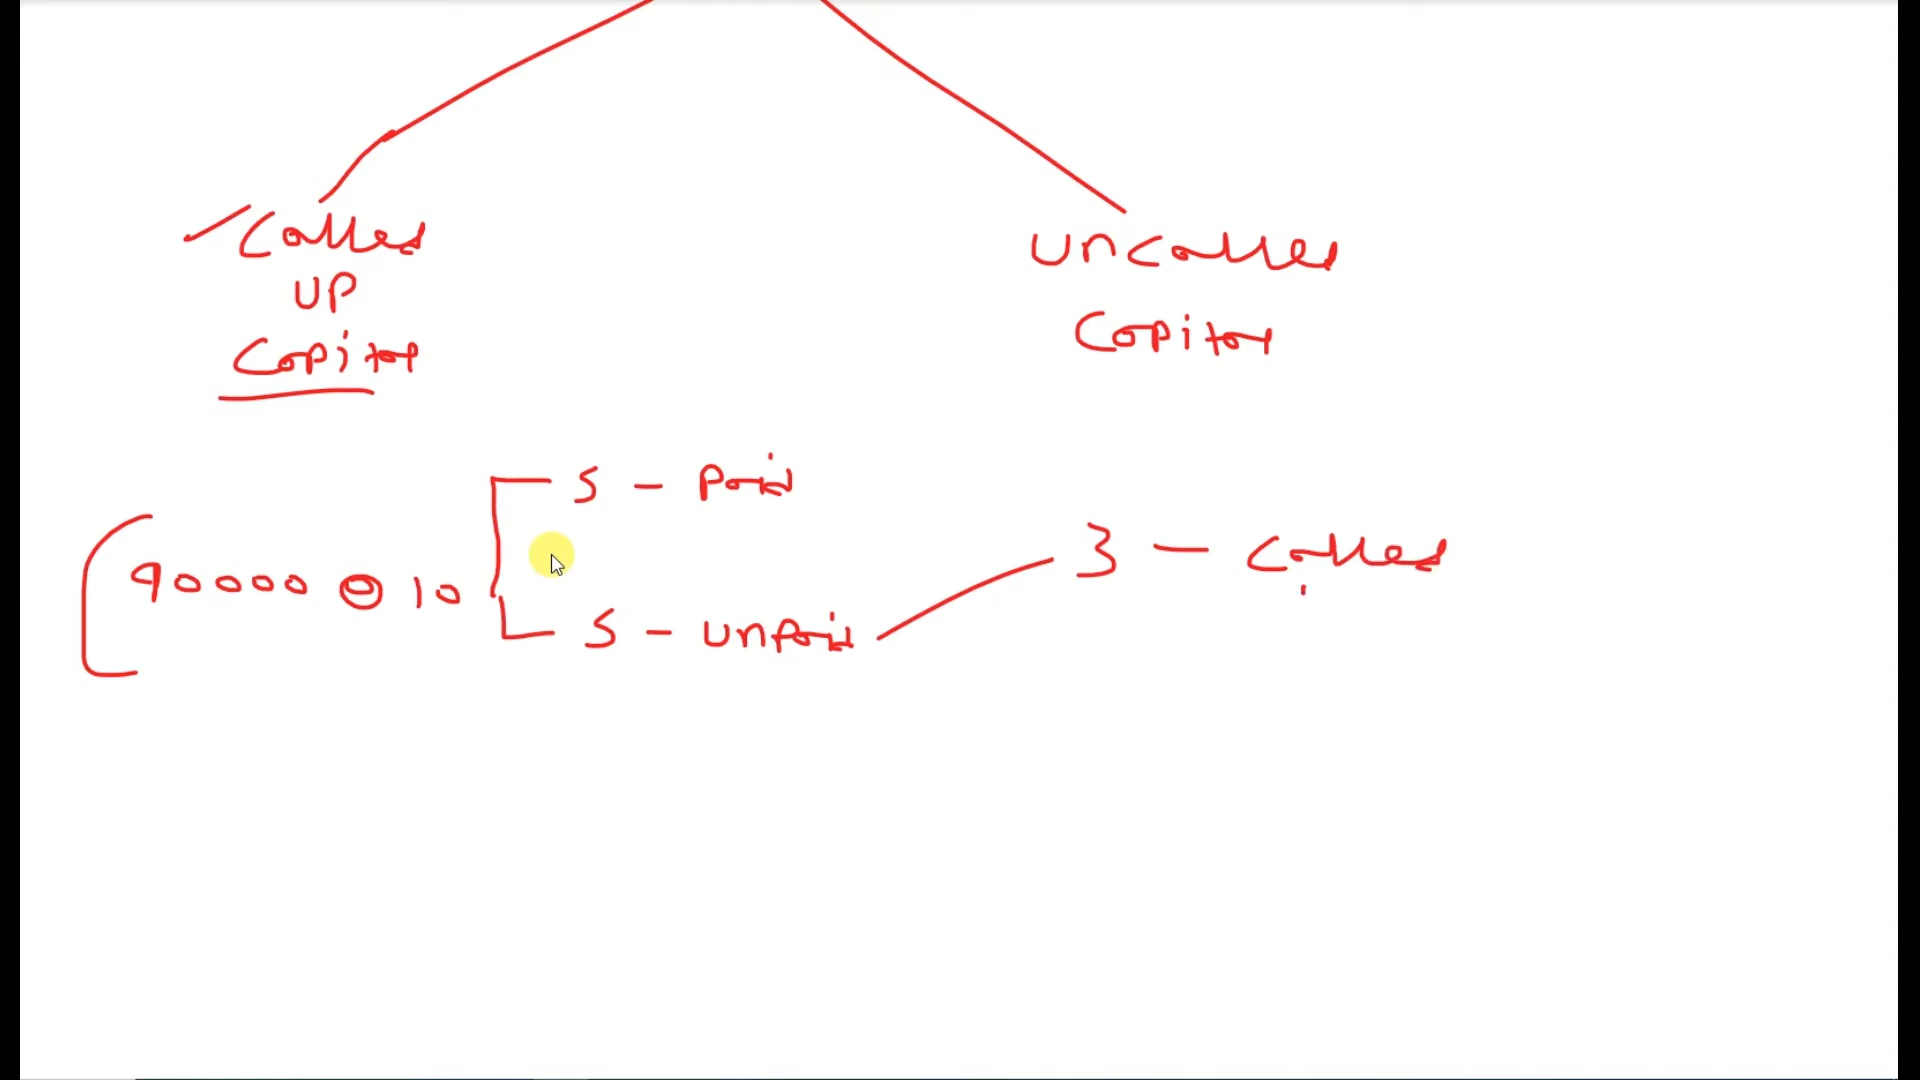 Called
UP
Capital
Uncalled
Capital
90000 @ 10
5 - Paid
5 - unpaid
3 - Called